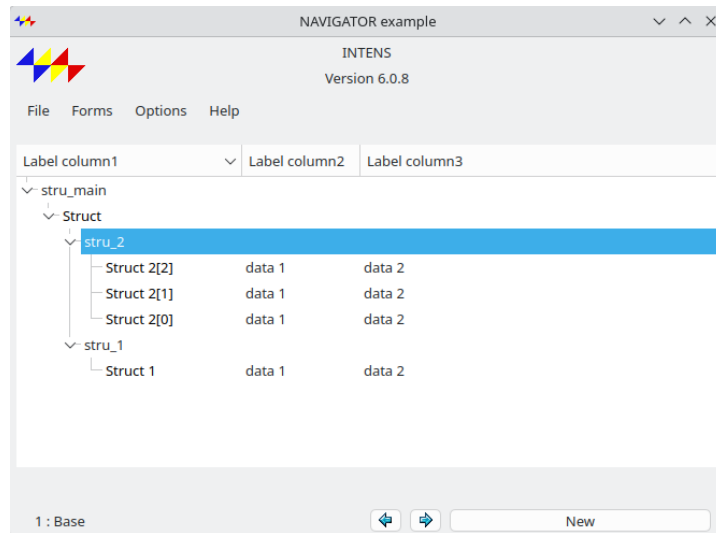 NAVIGATOR example
INTENS
Version 6.0.8
File Forms Options Help
Label column1 Label column2 Label column3
stru_main
Struct
stru_2
Struct 2[2] data 1 data 2
Struct 2[1] data 1 data 2
Struct 2[0] data 1 data 2
stru_1
Struct 1 data 1 data 2
1 : Base New